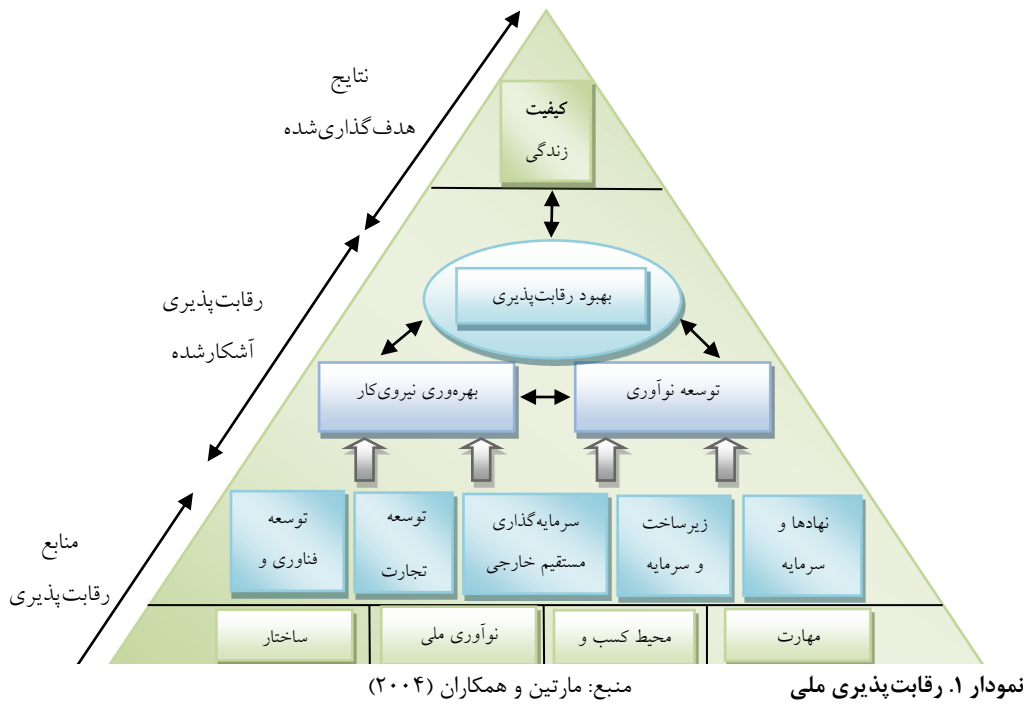 نتایج
هدف‌گذاری‌شده
کیفیت
زندگی
رقابت‌پذیری
آشکارشده
بهبود رقابت‌پذیری
توسعه نوآوری
بهره‌وری نیروی‌کار
منابع
رقابت‌پذیری
نهادها و
سرمایه
زیرساخت
و سرمایه
سرمایه‌گذاری
مستقیم خارجی
توسعه
تجارت
توسعه
فناوری و
مهارت
محیط کسب و
نوآوری ملی
ساختار
نمودار ۱. رقابت‌پذیری ملی
منبع: مارتین و همکاران (۲۰۰۴)